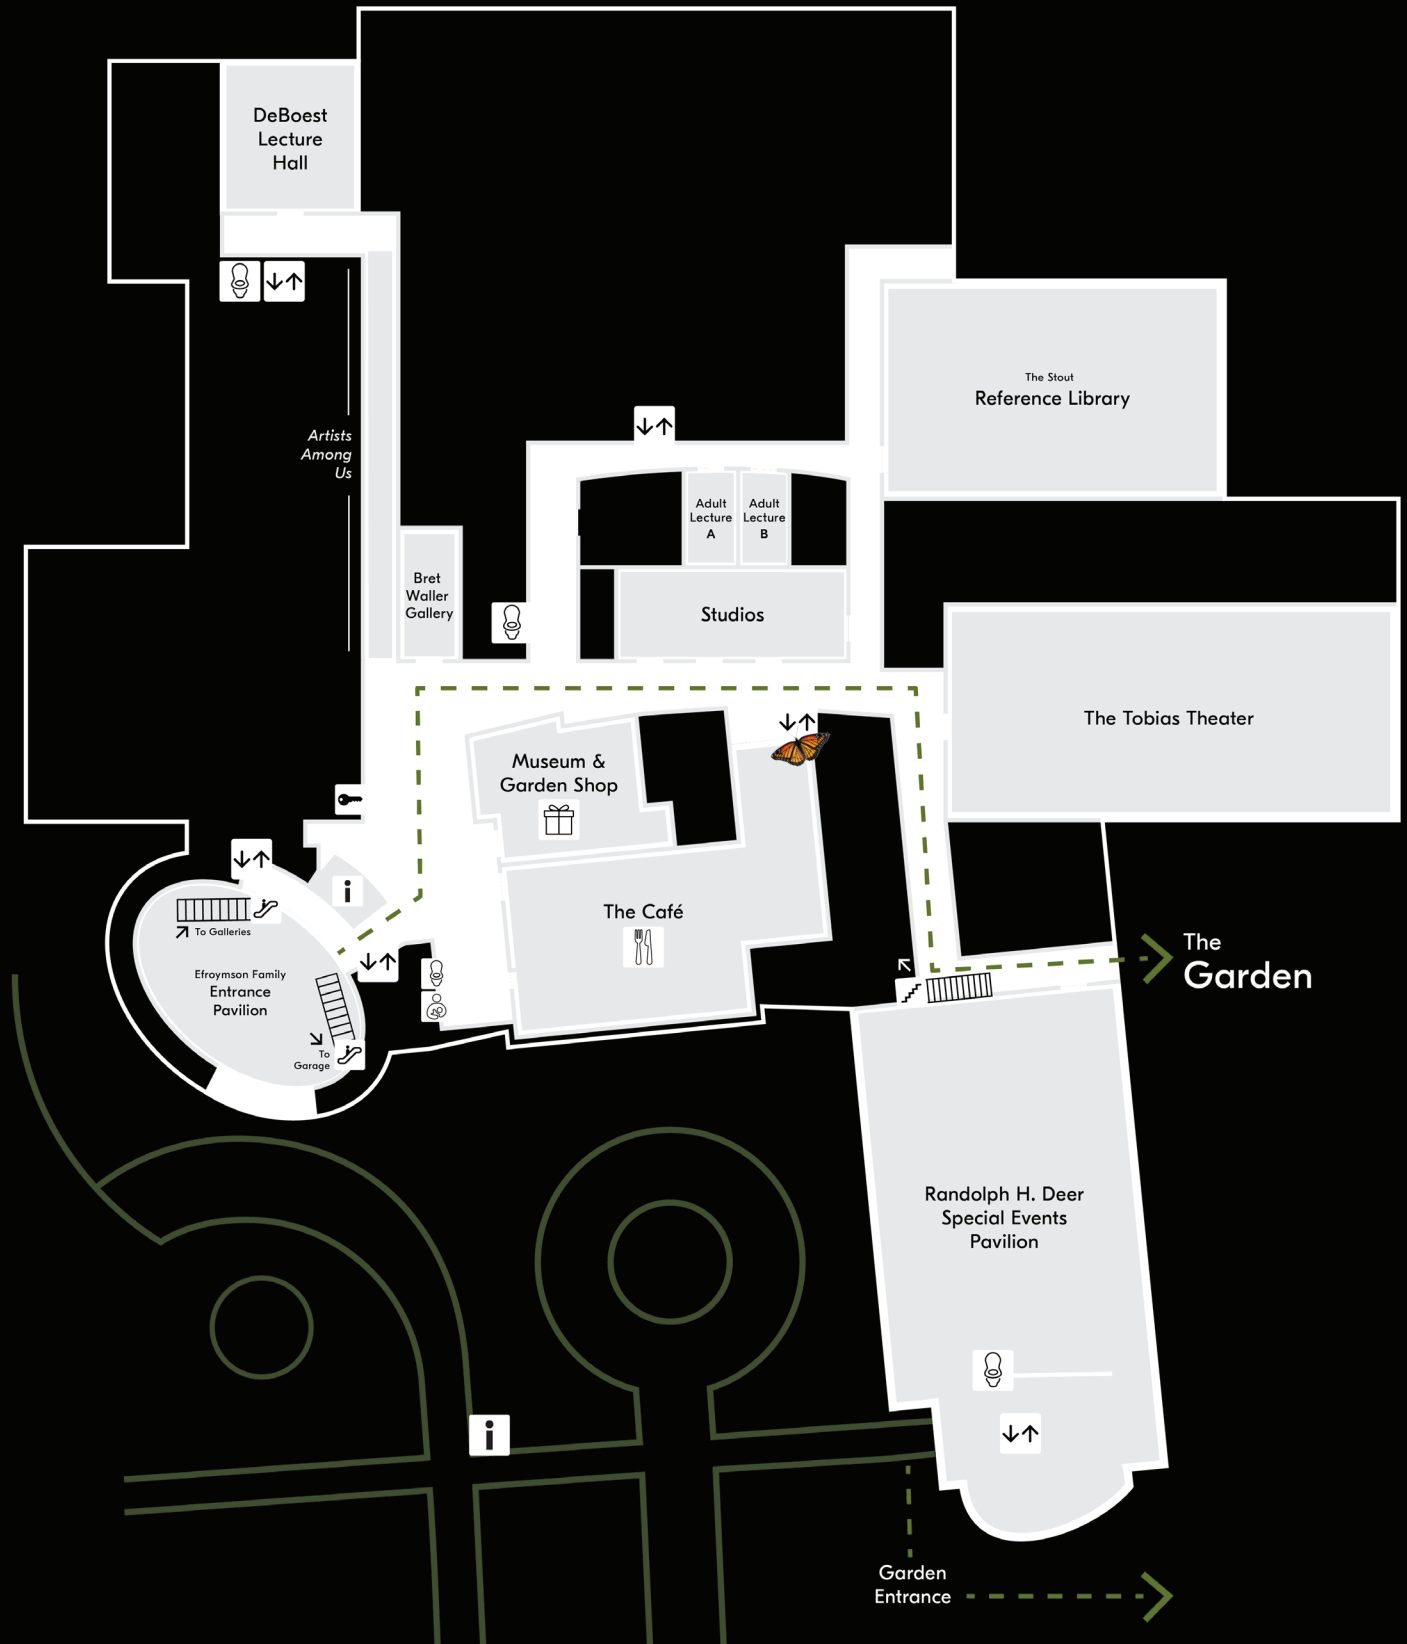 DeBoest
Lecture
Hall
The Stout
Reference Library
Artists
Among
Us
Adult
Lecture
A
Adult
Lecture
B
Bret
Waller
Gallery
Studios
The Tobias Theater
Museum &
Garden Shop
i
The Café
To Galleries
Efroymson Family
Entrance
Pavilion
To
Garage
The
Garden
Randolph H. Deer
Special Events
Pavilion
i
Garden
Entrance